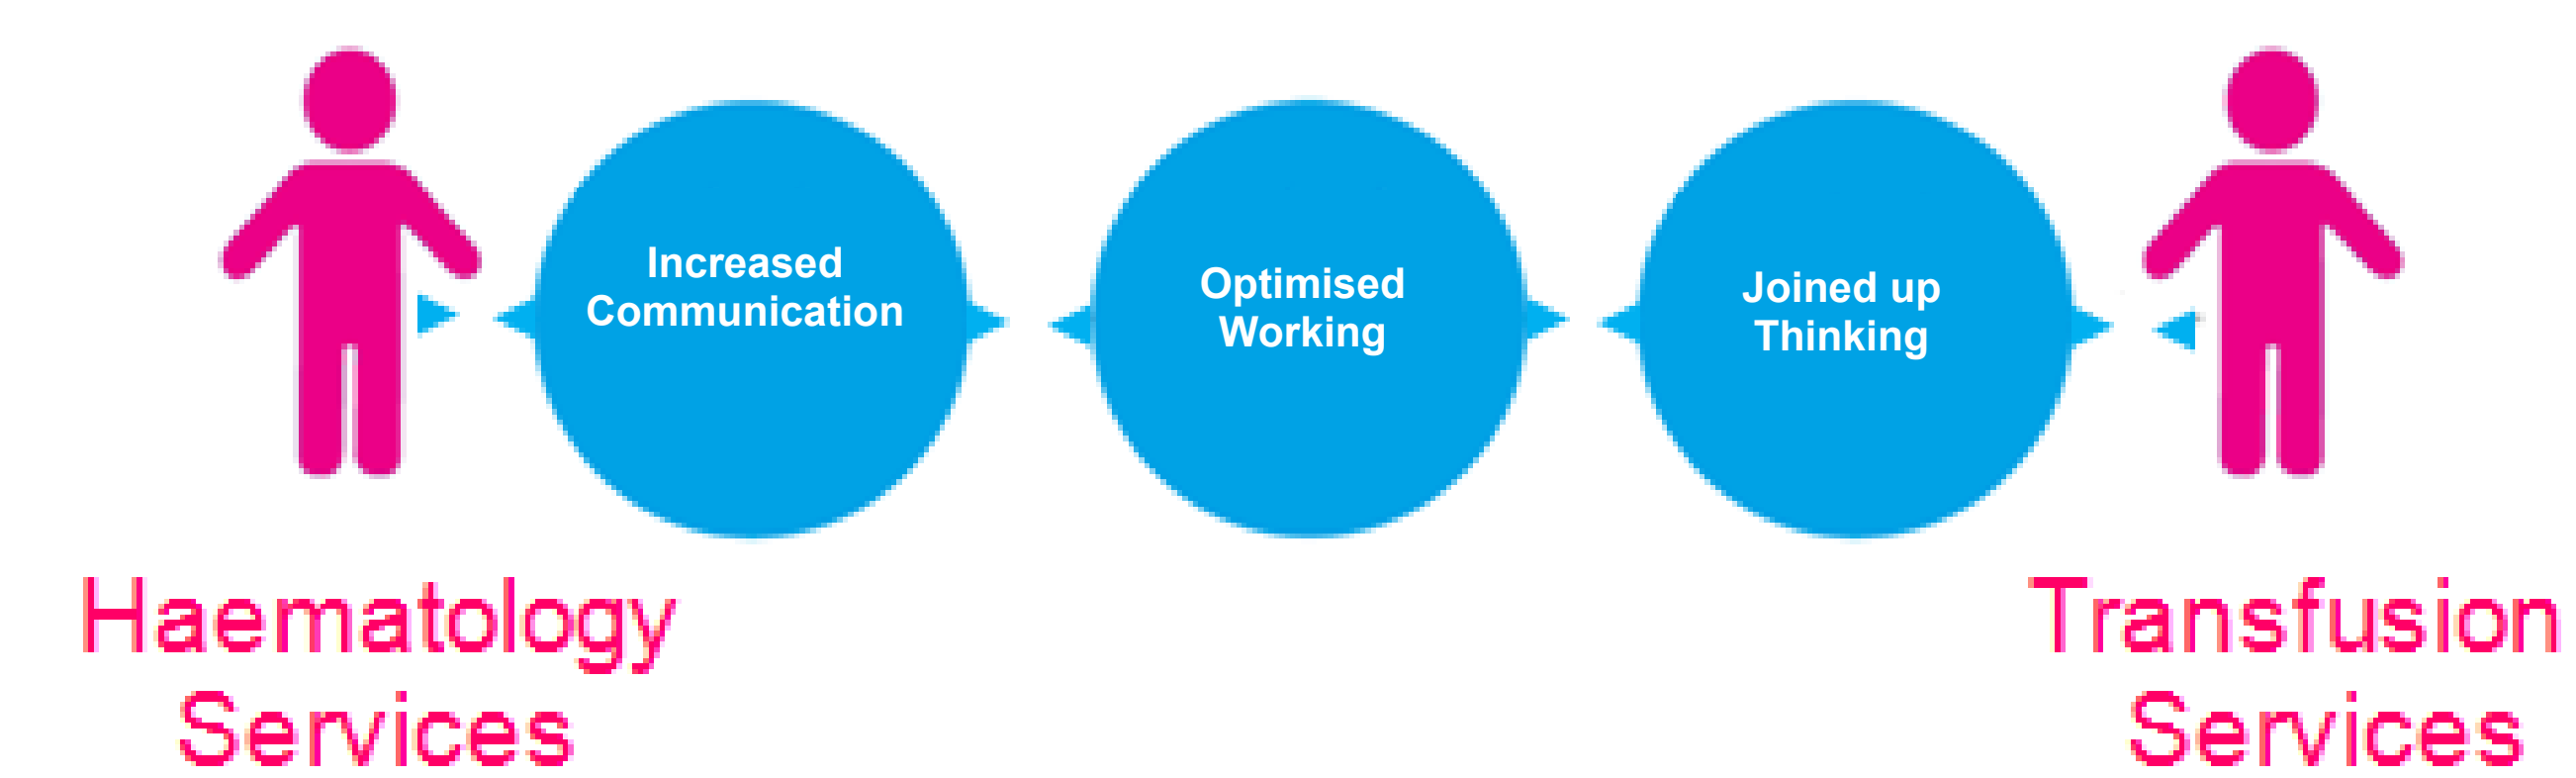 Increased
Communication
Optimised
Working
Joined up
Thinking
Haematology
Services
Transfusion
Services